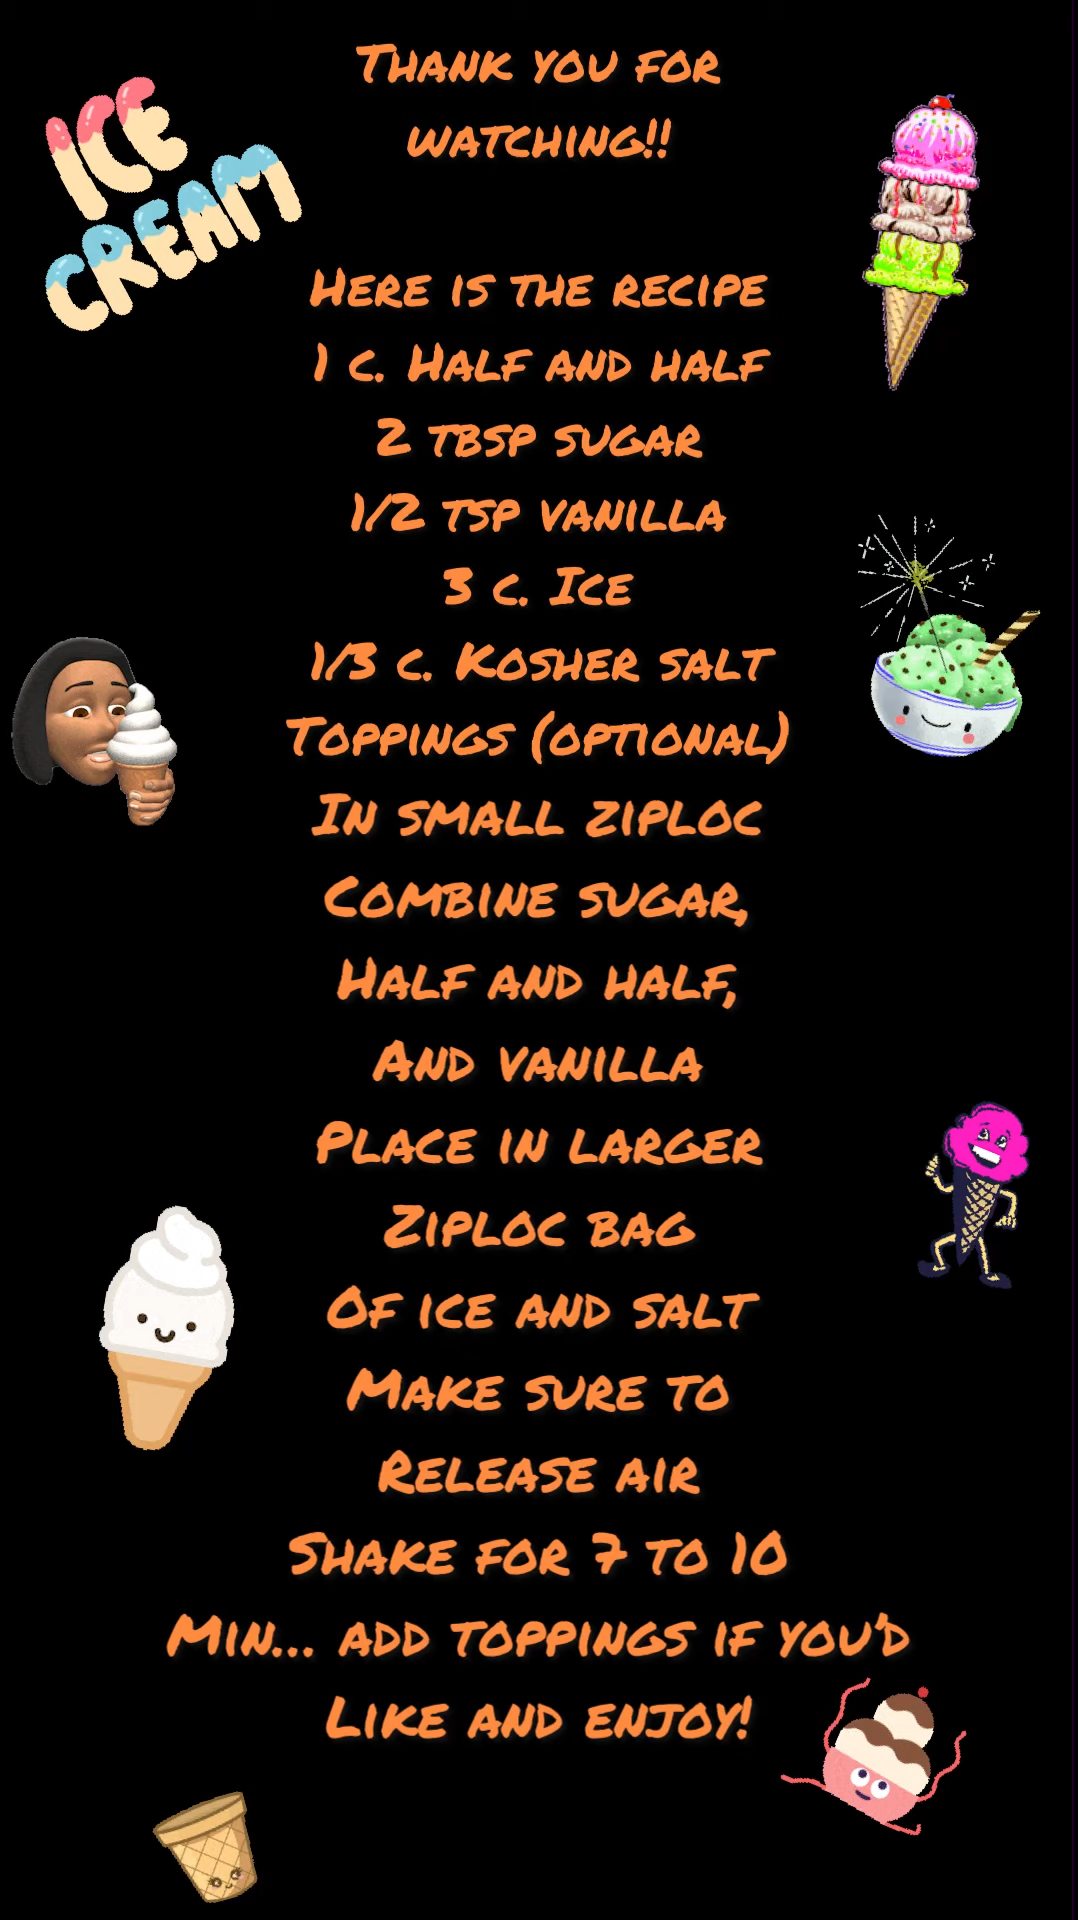 Thank you for
watching!!
ICE
CREAM
Here is the recipe
1 c. Half and half
2 tbsp sugar
1/2 tsp vanilla
3 c. Ice
1/3 c. Kosher salt
Toppings (optional)
In small ziploc
Combine sugar,
Half and half,
And vanilla
Place in larger
Ziploc bag
Of ice and salt
Make sure to
Release air
Shake for 7 to 10
Min... add toppings if you'd
Like and enjoy!